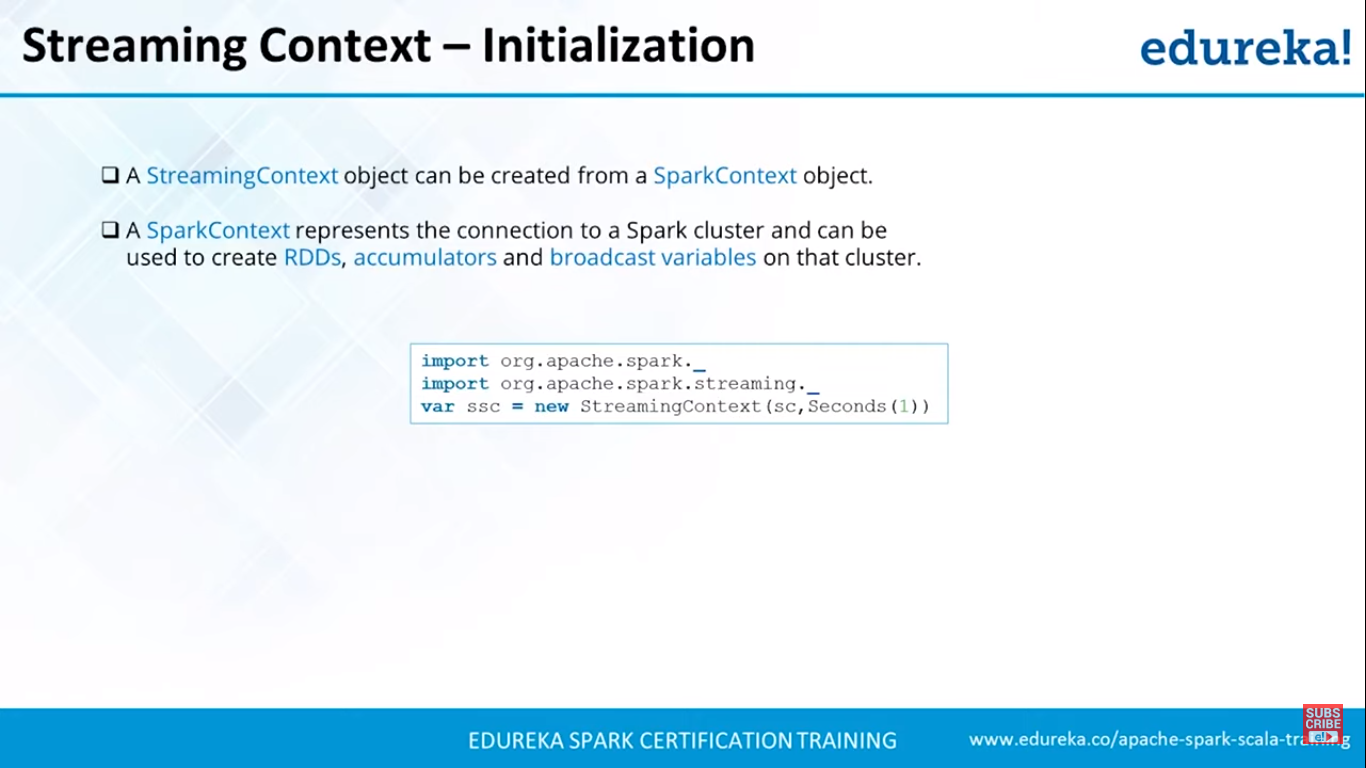 Streaming Context – Initialization
edureka!
❑ A StreamingContext object can be created from a SparkContext object.
❑ A SparkContext represents the connection to a Spark cluster and can be
used to create RDDs, accumulators and broadcast variables on that cluster.
import org.apache.spark._
import org.apache.spark.streaming._
var ssc = new StreamingContext(sc,Seconds(1))
SUBS
CRIBE
e!
EDUREKA SPARK CERTIFICATION TRAINING
www.edureka.co/apache-spark-scala-training